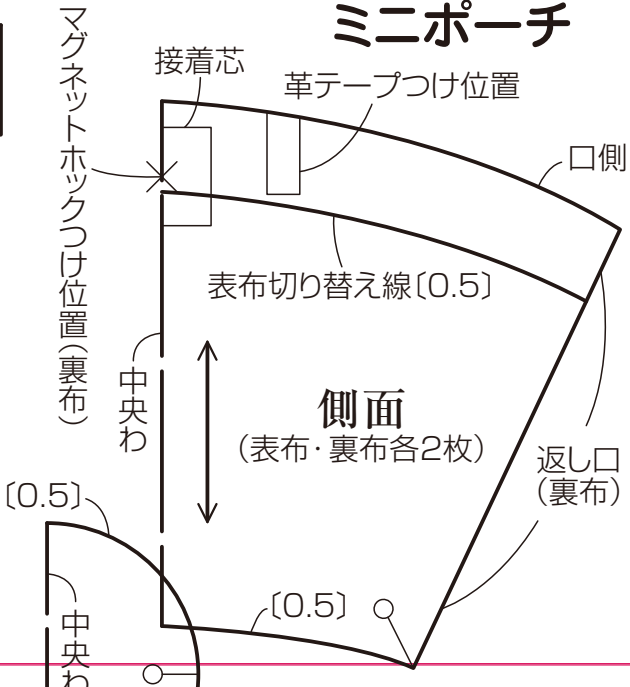 ミニポーチ
マグネットホックつけ位置(裏布)
接着芯
革テープつけ位置
口側
表布切り替え線〔0.5〕
中央わ
側面
(表布・裏布各2枚)
返し口
(裏布)
〔0.5〕
〔0.5〕
中央わ